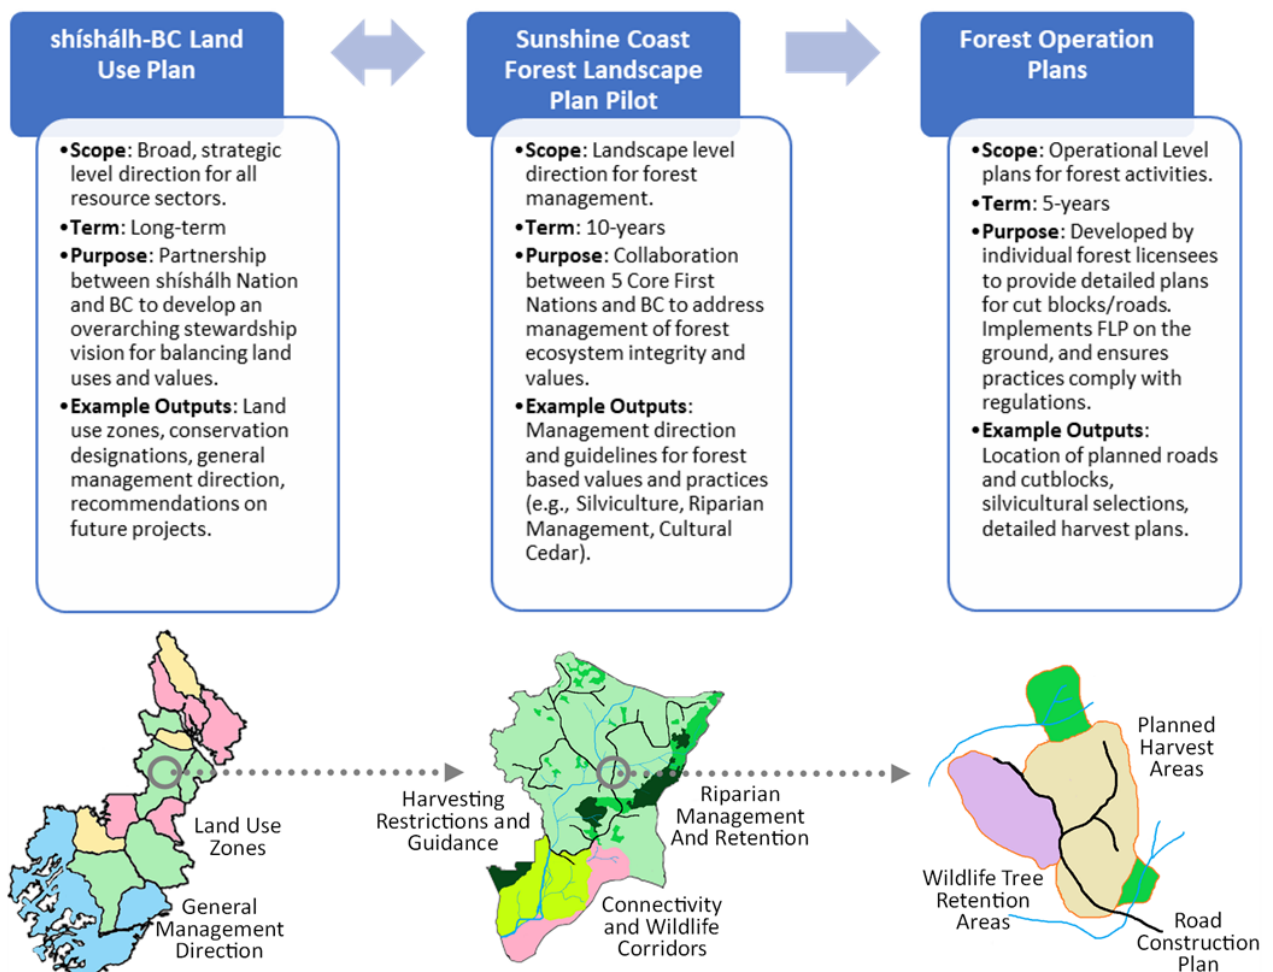 shíshálh-BC Land
Use Plan
•Scope: Broad, strategic
level direction for all
resource sectors.
•Term: Long-term
•Purpose: Partnership
between shíshálh Nation
and BC to develop an
overarching stewardship
vision for balancing land
uses and values.
•Example Outputs: Land
use zones, conservation
designations, general
management direction,
recommendations on
future projects.
Sunshine Coast
Forest Landscape
Plan Pilot
•Scope: Landscape level
direction for forest
management.
•Term: 10-years
•Purpose: Collaboration
between 5 Core First
Nations and BC to address
management of forest
ecosystem integrity and
values.
•Example Outputs:
Management direction
and guidelines for forest
based values and practices
(e.g., Silviculture, Riparian
Management, Cultural
Cedar).
Forest Operation
Plans
•Scope: Operational Level
plans for forest activities.
•Term: 5-years
•Purpose: Developed by
individual forest licensees
to provide detailed plans
for cut blocks/roads.
Implements FLP on the
ground, and ensures
practices comply with
regulations.
•Example Outputs:
Location of planned roads
and cutblocks,
silvicultural selections,
detailed harvest plans.
Land Use
Zones
General
Management
Direction
Harvesting
Restrictions and
Guidance
Riparian
Management
And Retention
Connectivity
and Wildlife
Corridors
Planned
Harvest
Areas
Wildlife Tree
Retention
Areas
Road
Construction
Plan